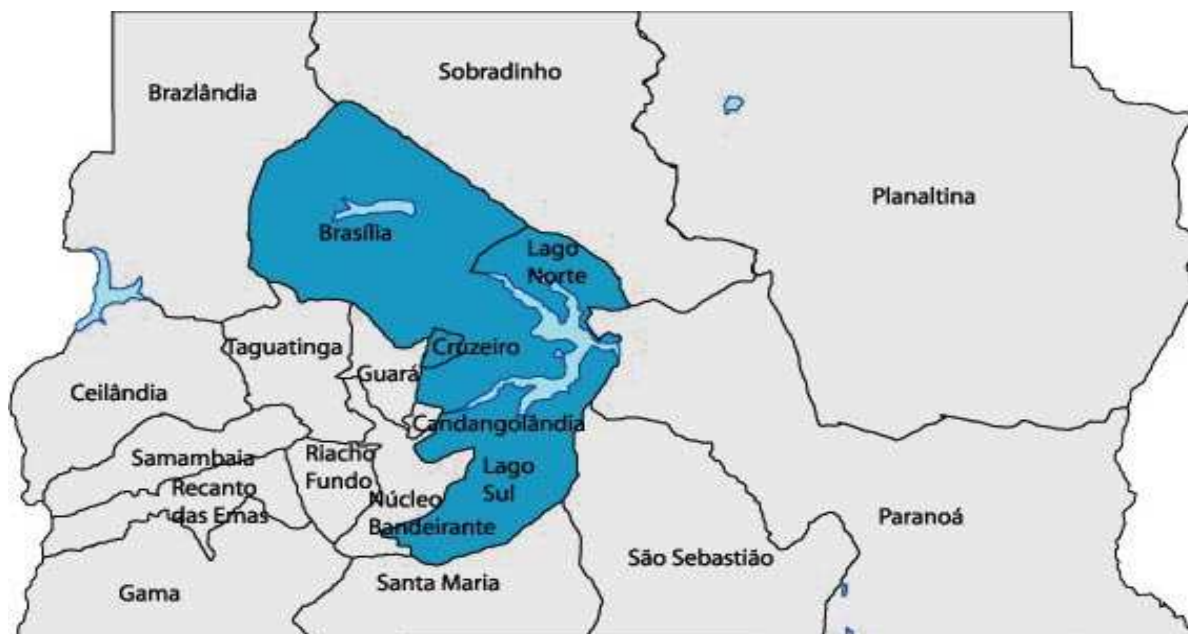 Sobradinho
Brazlândia
Planaltina
Brasília
Lago
Norte
Taguatinga
Cruzeiro
Guará
Ceilândia
Candangolândia
Samambaia
Riacho
Fundo
Lago
Sul
Recanto
das Emas
Núcleo
Bandeirante
Paranoá
São Sebastião
Santa Maria
Gama